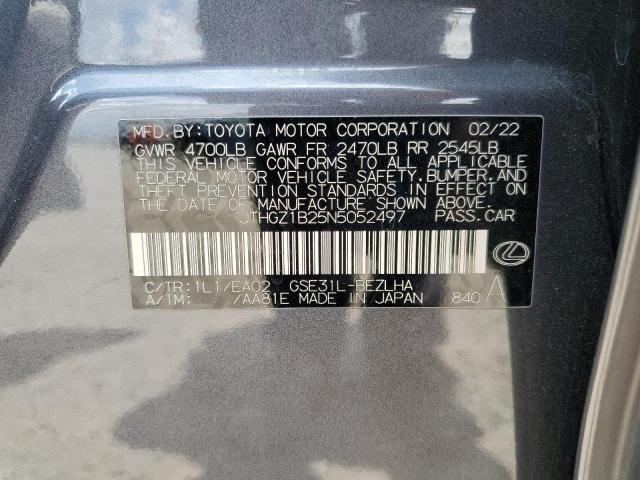 MFD. BY: TOYOTA MOTOR CORPORATION 02/22
GVWR 4700LB GAWR FR 2470LB RR 2545LB
THIS VEHICLE CONFORMS TO ALL APPLICABLE
FEDERAL MOTOR VEHICLE SAFETY, BUMPER, AND
THEFT PREVENTION STANDARDS IN EFFECT ON
THE DATE OF MANUFACTURE SHOWN ABOVE.
JTHGZ1B25N5052497 PASS.CAR
C/TR: 1L1/EA02 GSE31L-BEZLHA
A/TM: /AA81E MADE IN JAPAN 840 A